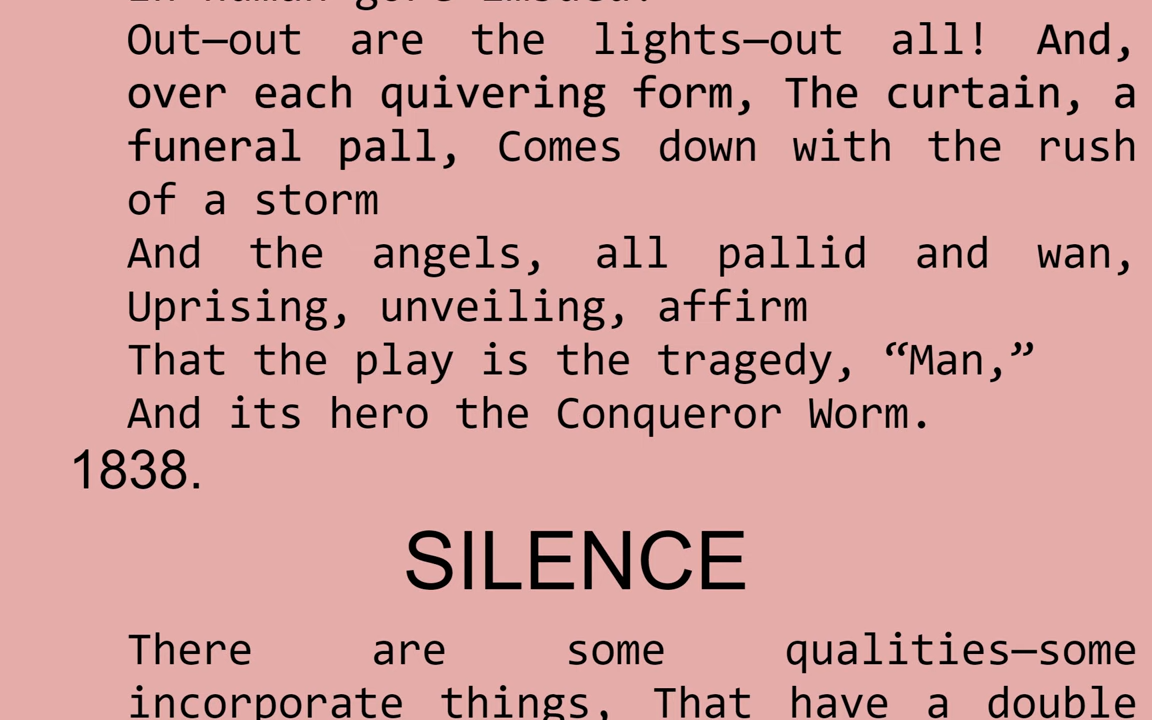 Out—out are the lights—out all! And,
over each quivering form, The curtain, a
funeral pall, Comes down with the rush
of a storm
And the angels, all pallid and wan,
Uprising, unveiling, affirm
That the play is the tragedy, “Man,”
And its hero the Conqueror Worm.
1838.
SILENCE
There are some qualities—some
incorporate things, That have a double